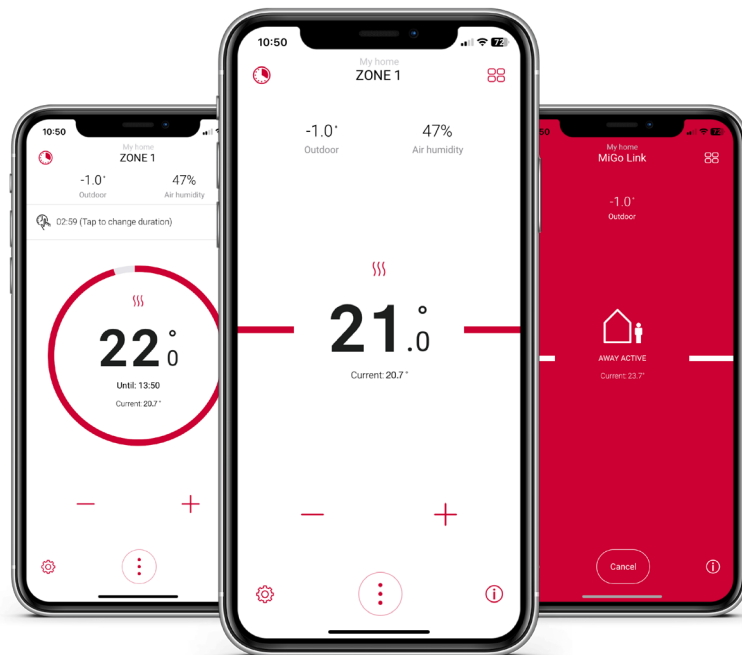 10:50
My home
ZONE 1
-1.0°
47%
Outdoor
Air humidity
02:59 (Tap to change duration)
22°0
Until: 13:50
Current: 20.7°
10:50
72
My home
ZONE 1
-1.0°
47%
Outdoor
Air humidity
21.°0
Current: 20.7°
50
72
My home
MiGo Link
-1.0°
Outdoor
AWAY ACTIVE
Current: 23.7°
Cancel